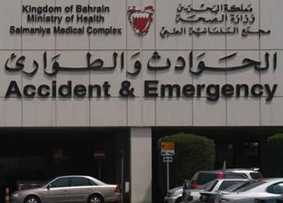 Kingdom of Bahrain
Ministry of Health
Salmaniya Medical Complex
مملكة البحرين
وزارة الصحة
مجمع السلمانية الطبي
الحوادث والطوارئ
Accident & Emergency